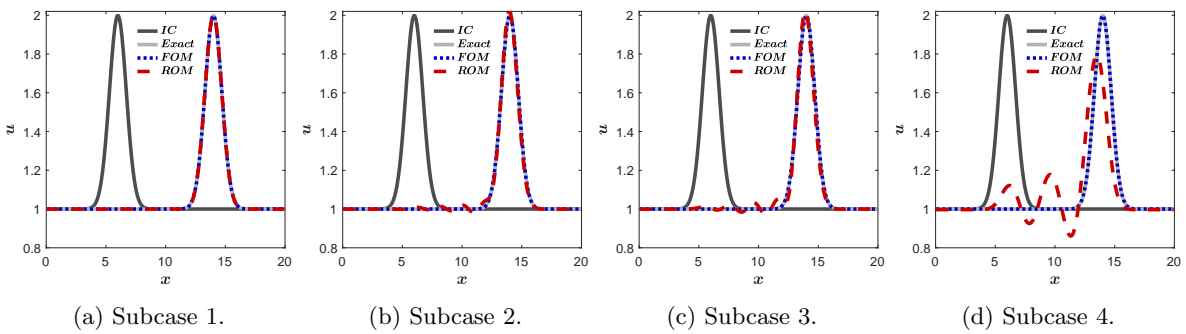 2
1.8
1.6
1.4
1.2
1
0.8
u
0 5 10 15 20
x
IC
Exact
FOM
ROM
(a) Subcase 1.
2
1.8
1.6
1.4
1.2
1
0.8
u
0 5 10 15 20
x
IC
Exact
FOM
ROM
(b) Subcase 2.
2
1.8
1.6
1.4
1.2
1
0.8
u
0 5 10 15 20
x
IC
Exact
FOM
ROM
(c) Subcase 3.
2
1.8
1.6
1.4
1.2
1
0.8
u
0 5 10 15 20
x
IC
Exact
FOM
ROM
(d) Subcase 4.